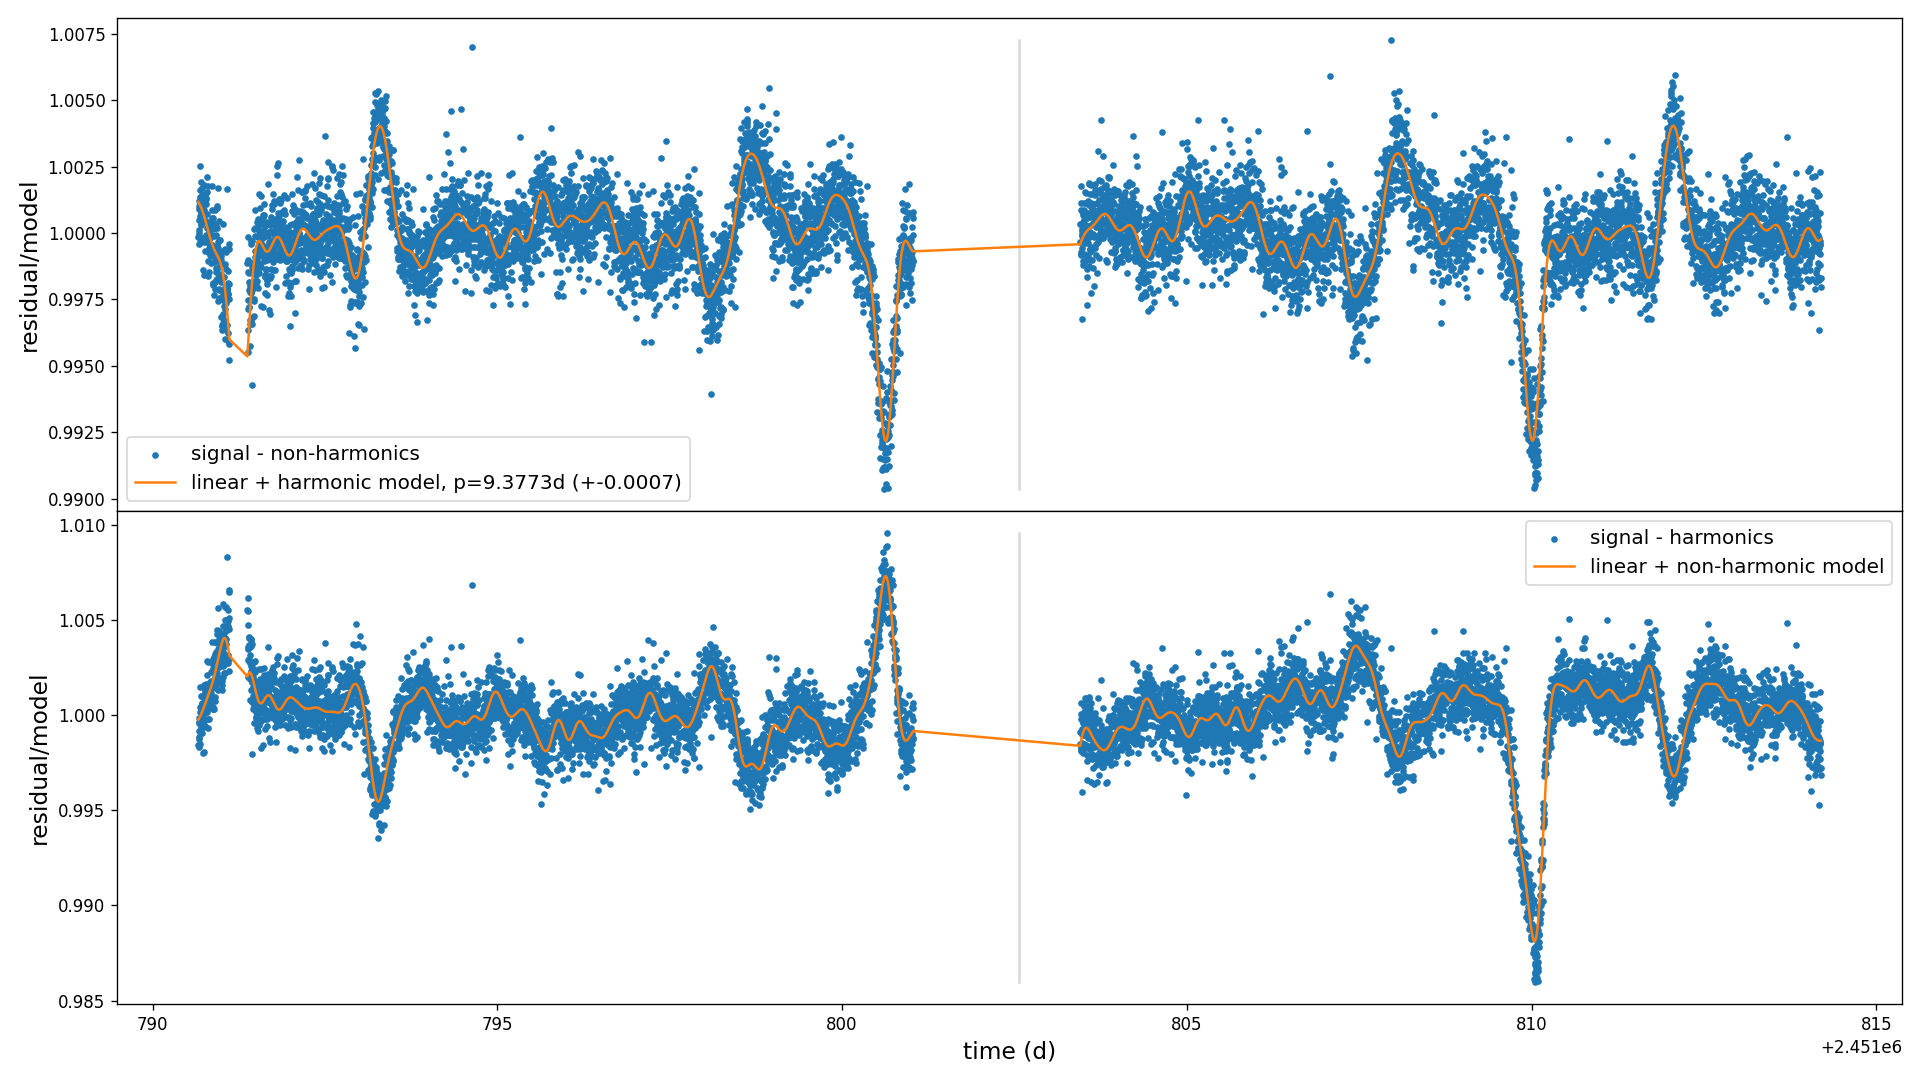 1.0075
1.0050
1.0025
1.0000
0.9975
0.9950
0.9925
0.9900
residual/model
signal - non-harmonics
linear + harmonic model, p=9.3773d (+-0.0007)
1.010
1.005
1.000
0.995
0.990
0.985
residual/model
signal - harmonics
linear + non-harmonic model
790
795
800
805
810
815
time (d)
+2.451e6